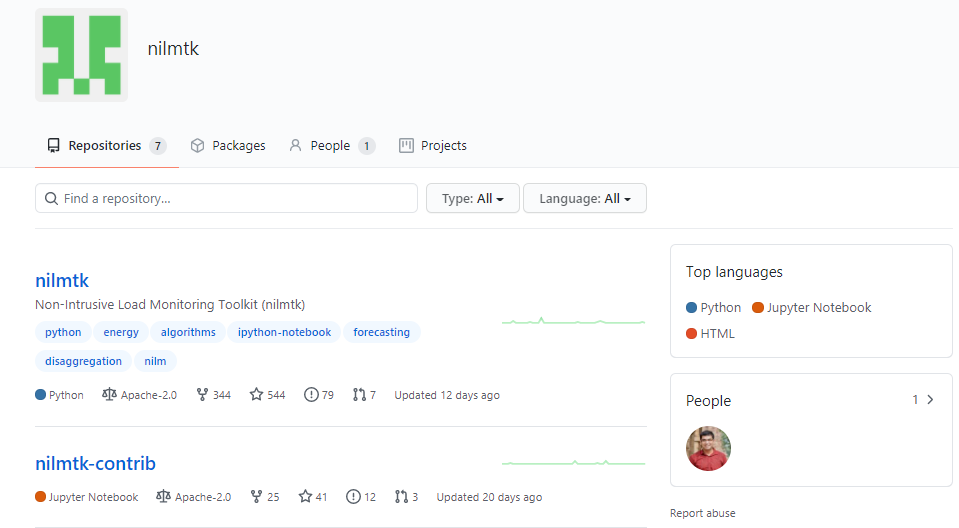 nilmtk
Repositories 7 Packages People 1 Projects
Find a repository... Type: All Language: All
nilmtk
Non-Intrusive Load Monitoring Toolkit (nilmtk)
python energy algorithms ipython-notebook forecasting
disaggregation nilm
Python Apache-2.0 344 544 79 7 Updated 12 days ago
nilmtk-contrib
Jupyter Notebook Apache-2.0 25 41 12 3 Updated 20 days ago
Top languages
Python Jupyter Notebook
HTML
People 1
Report abuse